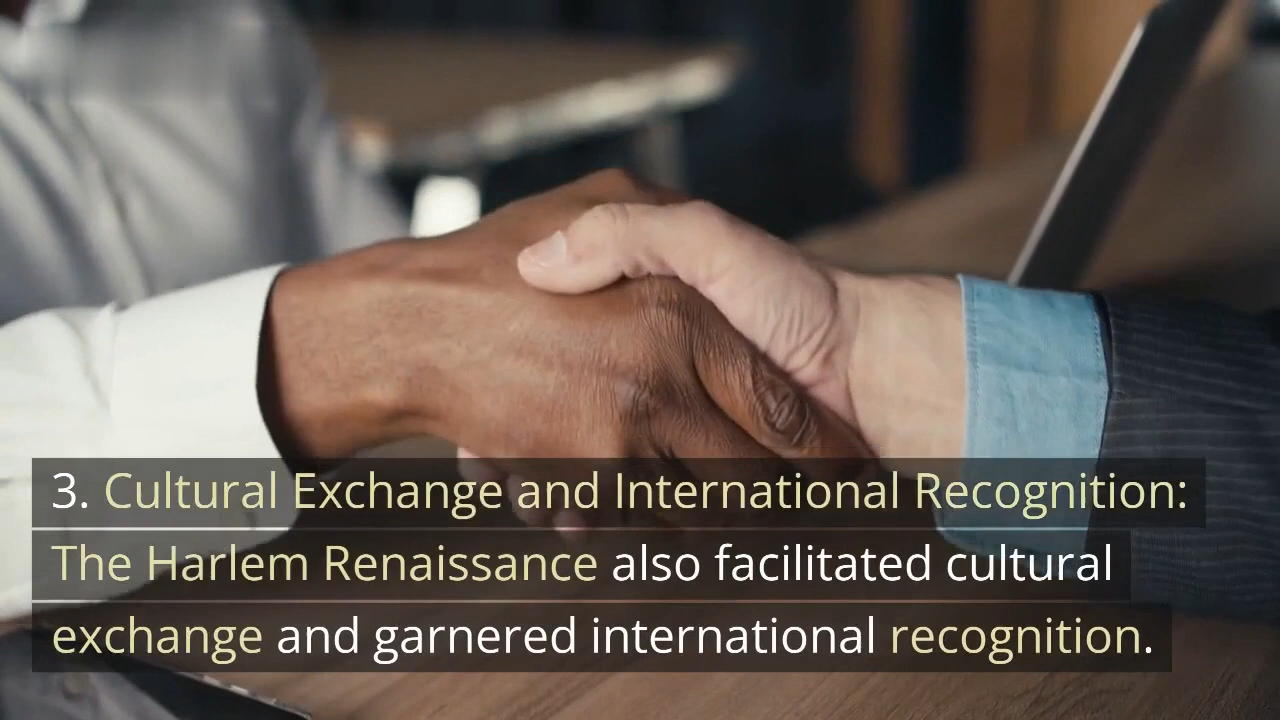 3. Cultural Exchange and International Recognition:
The Harlem Renaissance also facilitated cultural
exchange and garnered international recognition.